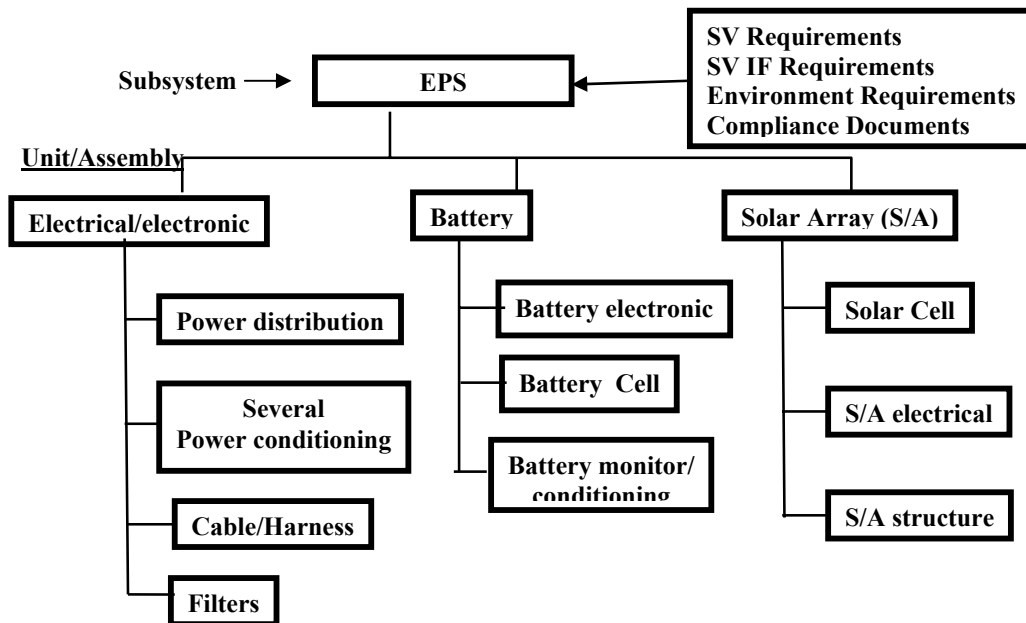 SV Requirements
SV IF Requirements
Environment Requirements
Compliance Documents
Subsystem
EPS
Unit/Assembly
Electrical/electronic
Battery
Solar Array (S/A)
Power distribution
Several
Power conditioning
Cable/Harness
Filters
Battery electronic
Battery Cell
Battery monitor/
conditioning
Solar Cell
S/A electrical
S/A structure